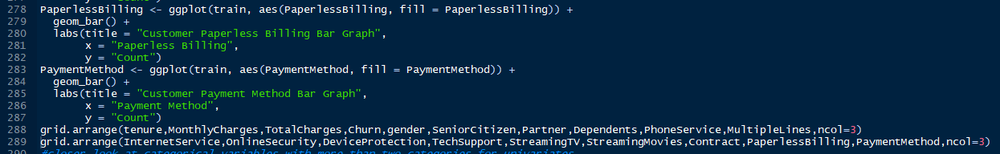 278 PaperlessBilling <- ggplot(train, aes(PaperlessBilling, fill = PaperlessBilling)) +
279 geom_bar() +
280 labs(title = "Customer Paperless Billing Bar Graph",
281 x = "Paperless Billing",
282 y = "Count")
283 PaymentMethod <- ggplot(train, aes(PaymentMethod, fill = PaymentMethod)) +
284 geom_bar() +
285 labs(title = "Customer Payment Method Bar Graph",
286 x = "Payment Method",
287 y = "Count")
288 grid.arrange(tenure,MonthlyCharges,TotalCharges,Churn,gender,SeniorCitizen,Partner,Dependents,PhoneService,MultipleLines,ncol=3)
289 grid.arrange(InternetService,OnlineSecurity,DeviceProtection,TechSupport,StreamingTV,StreamingMovies,Contract,PaperlessBilling,PaymentMethod,ncol=3)
290 #closer look at categorical variables with more than two categories for univariates